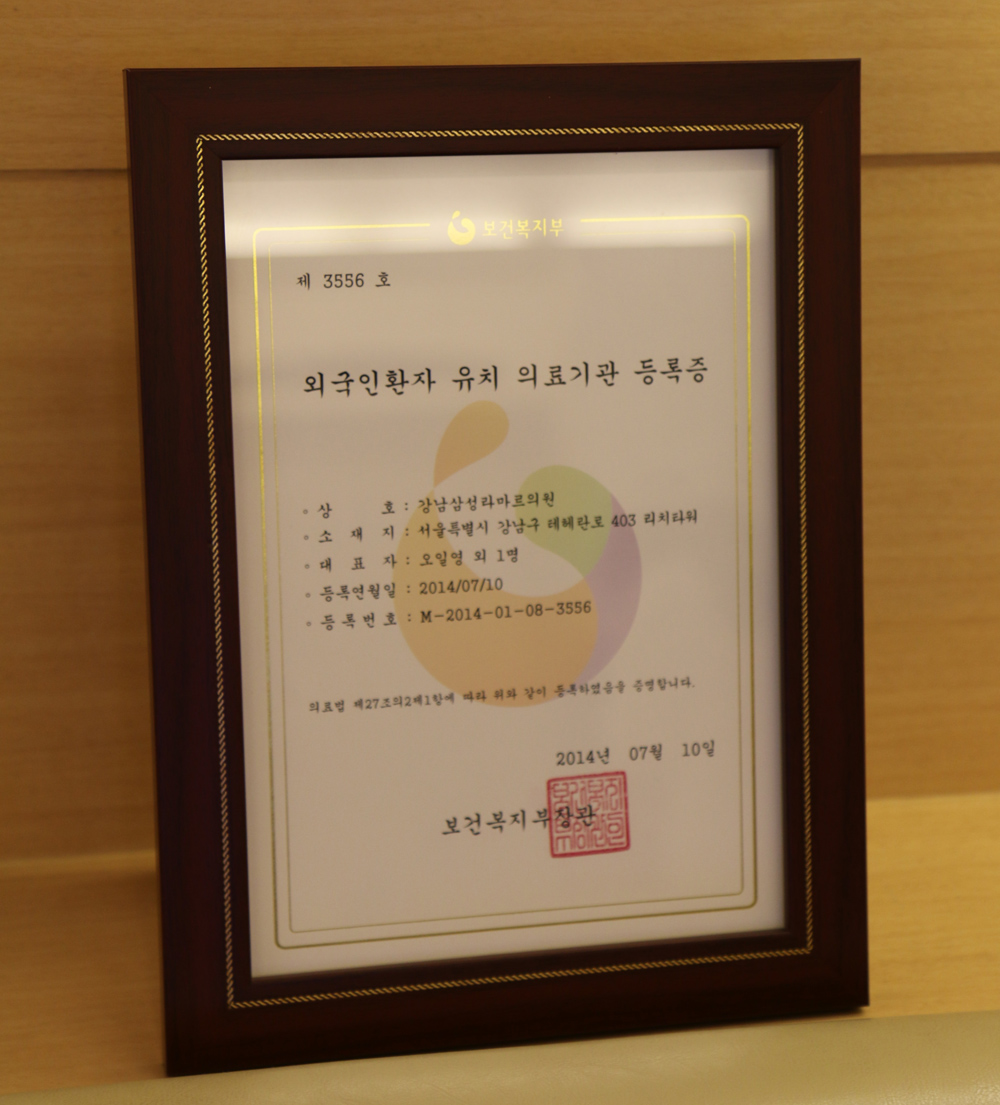 보건복지부
제 3556 호
외국인환자 유치 의료기관 등록증
◦ 상 호 : 강남삼성라마르의원
◦ 소 재 지 : 서울특별시 강남구 테헤란로 403 리치타워
◦ 대 표 자 : 오일영 외 1명
◦ 등록연월일 : 2014/07/10
◦ 등 록 번 호 : M-2014-01-08-3556
의료법 제27조의2제1항에 따라 위와 같이 등록하였음을 증명합니다.
2014년 07월 10일
보건복지부장관